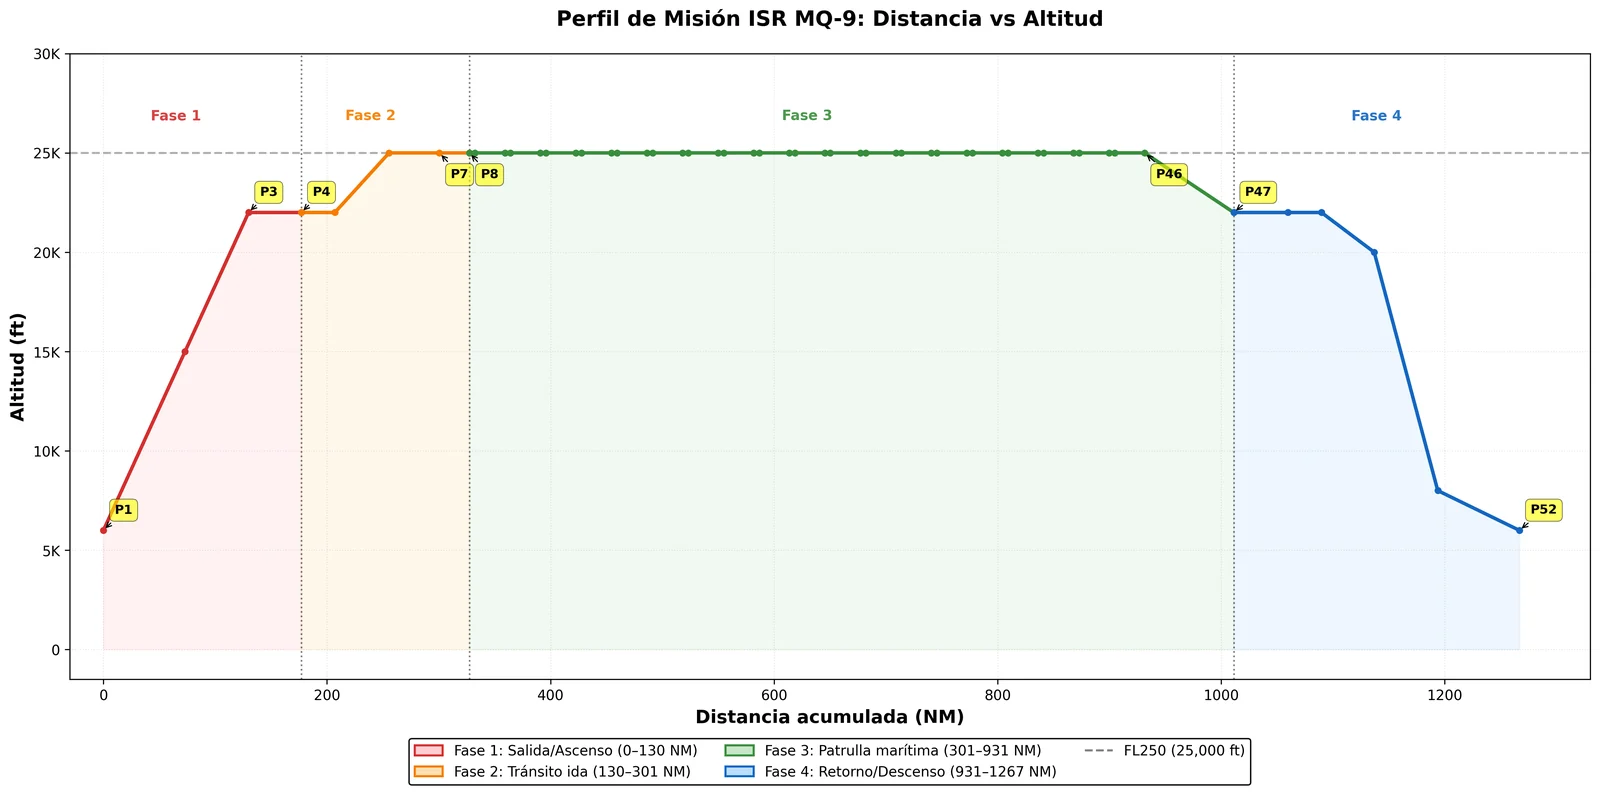 Perfil de Misión ISR MQ-9: Distancia vs Altitud
30K
25K
20K
15K
10K
5K
0
Altitud (ft)
Fase 1
Fase 2
Fase 3
Fase 4
P1
P3
P4
P7
P8
P46
P47
P52
0
200
400
600
800
1000
1200
Distancia acumulada (NM)
Fase 1: Salida/Ascenso (0–130 NM)
Fase 2: Tránsito ida (130–301 NM)
Fase 3: Patrulla marítima (301–931 NM)
Fase 4: Retorno/Descenso (931–1267 NM)
FL250 (25,000 ft)